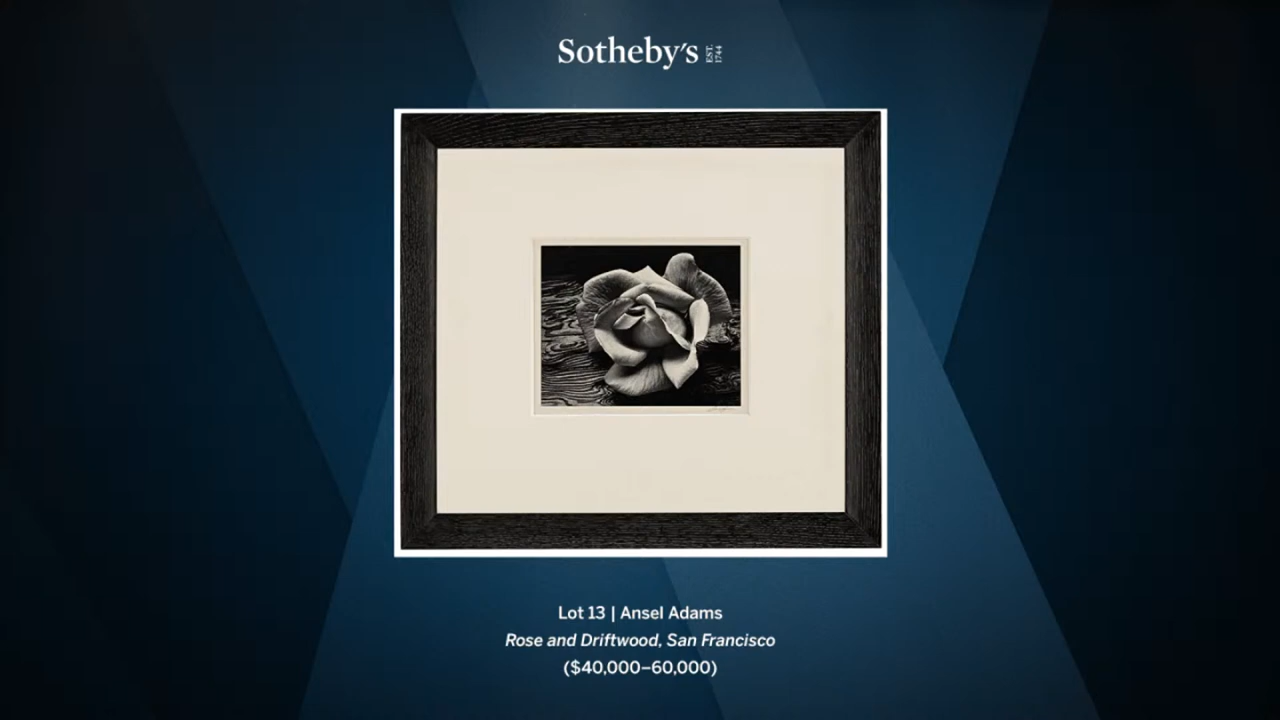 Sotheby's EST. 1744
Lot 13 | Ansel Adams
Rose and Driftwood, San Francisco
($40,000–60,000)